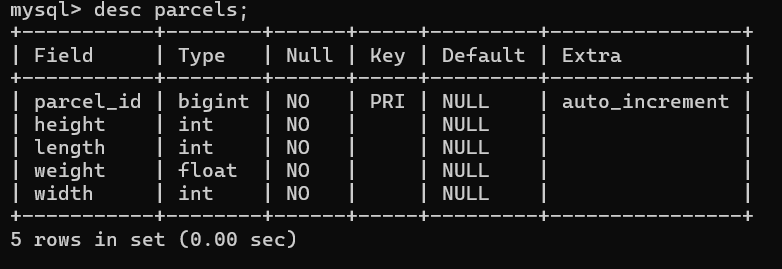 mysql> desc parcels;
+-----------+--------+------+-----+---------+----------------+
| Field     | Type   | Null | Key | Default | Extra          |
+-----------+--------+------+-----+---------+----------------+
| parcel_id | bigint | NO   | PRI | NULL    | auto_increment |
| height    | int    | NO   |     | NULL    |                |
| length    | int    | NO   |     | NULL    |                |
| weight    | float  | NO   |     | NULL    |                |
| width     | int    | NO   |     | NULL    |                |
+-----------+--------+------+-----+---------+----------------+
5 rows in set (0.00 sec)